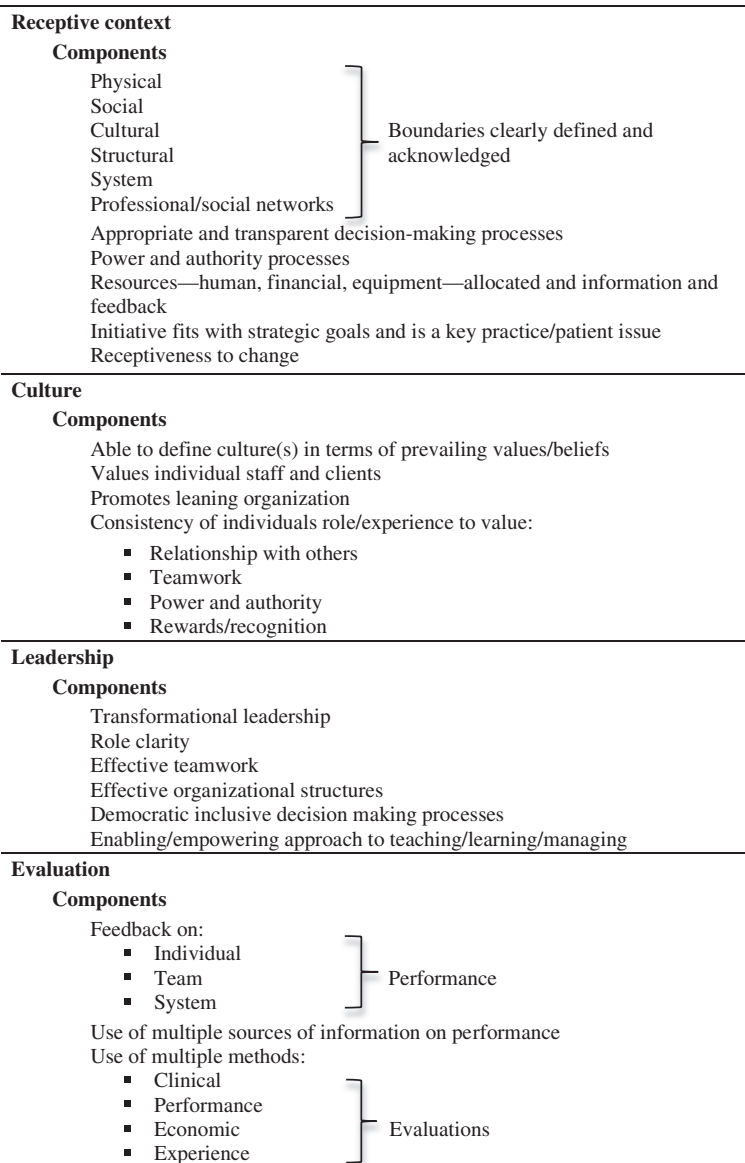 Receptive context
Components
Physical
Social
Cultural
Structural
System
Professional/social networks
Boundaries clearly defined and
acknowledged
Appropriate and transparent decision-making processes
Power and authority processes
Resources—human, financial, equipment—allocated and information and
feedback
Initiative fits with strategic goals and is a key practice/patient issue
Receptiveness to change
Culture
Components
Able to define culture(s) in terms of prevailing values/beliefs
Values individual staff and clients
Promotes leaning organization
Consistency of individuals role/experience to value:
▪ Relationship with others
▪ Teamwork
▪ Power and authority
▪ Rewards/recognition
Leadership
Components
Transformational leadership
Role clarity
Effective teamwork
Effective organizational structures
Democratic inclusive decision making processes
Enabling/empowering approach to teaching/learning/managing
Evaluation
Components
Feedback on:
▪ Individual
▪ Team
▪ System
Performance
Use of multiple sources of information on performance
Use of multiple methods:
▪ Clinical
▪ Performance
▪ Economic
▪ Experience
Evaluations